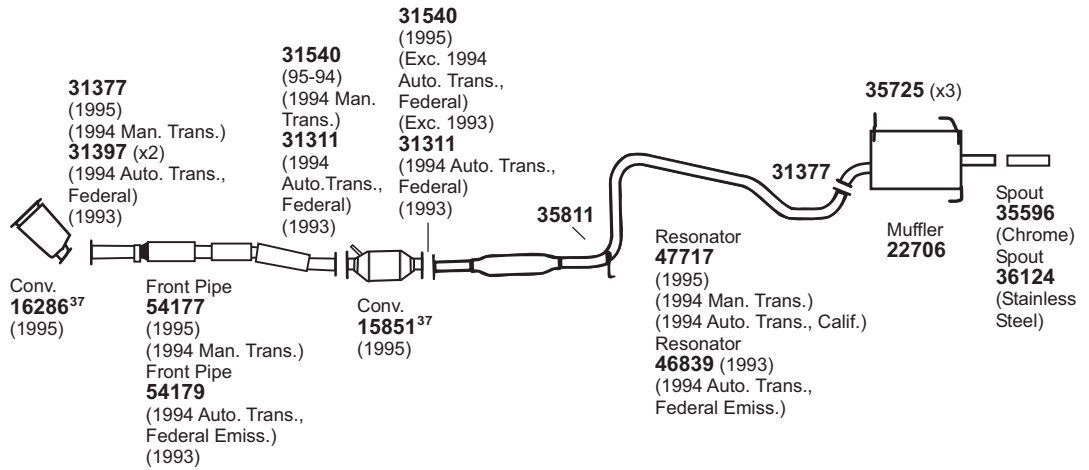 31377
(1995)
(1994 Man. Trans.)
31397 (x2)
(1994 Auto. Trans.,
Federal)
(1993)
31540
(95-94)
(1994 Man.
Trans.)
31311
(1994
Auto.Trans.,
Federal)
(1993)
31540
(1995)
(Exc. 1994
Auto. Trans.,
Federal)
(Exc. 1993)
31311
(1994 Auto. Trans.,
Federal)
(1993)
35725 (x3)
31377
35811
Conv.
16286³⁷
(1995)
Front Pipe
54177
(1995)
(1994 Man. Trans.)
Front Pipe
54179
(1994 Auto. Trans.,
Federal Emiss.)
(1993)
Conv.
15851³⁷
(1995)
Resonator
47717
(1995)
(1994 Man. Trans.)
(1994 Auto. Trans., Calif.)
Resonator
46839 (1993)
(1994 Auto. Trans.,
Federal Emiss.)
Muffler
22706
Spout
35596
(Chrome)
Spout
36124
(Stainless
Steel)